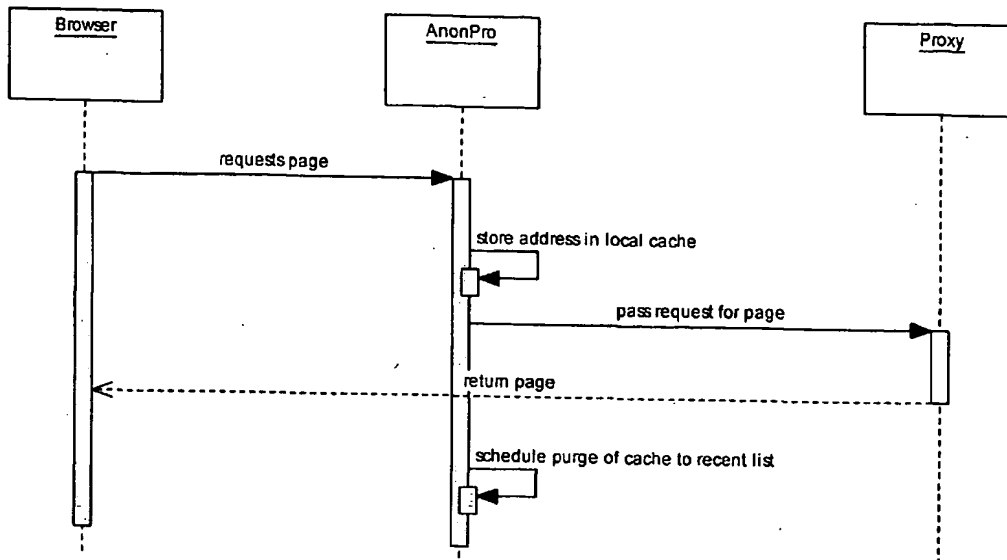 Browser
AnonPro
Proxy
requests page
store address in local cache
pass request for page
return page
schedule purge of cache to recent list